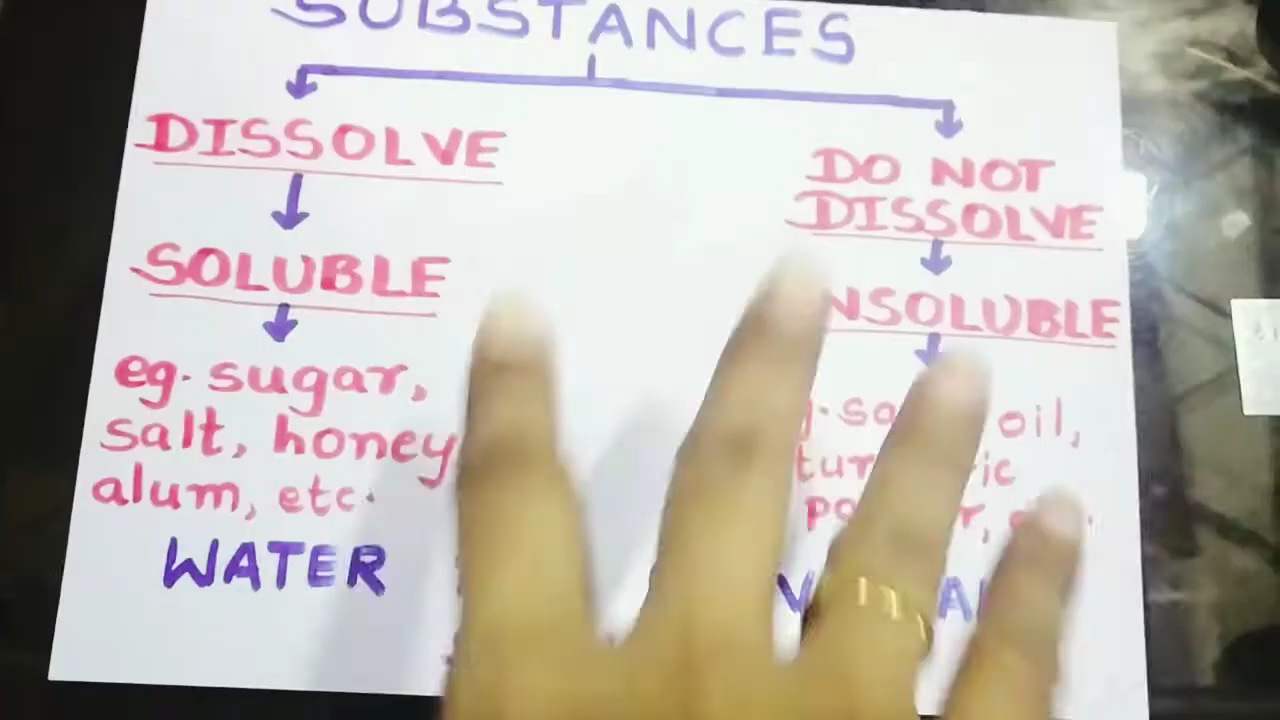 SUBSTANCES
DISSOLVE
SOLUBLE
eg. sugar,
salt, honey
alum, etc.
WATER
DO NOT
DISSOLVE
NSOLUBLE
oil,